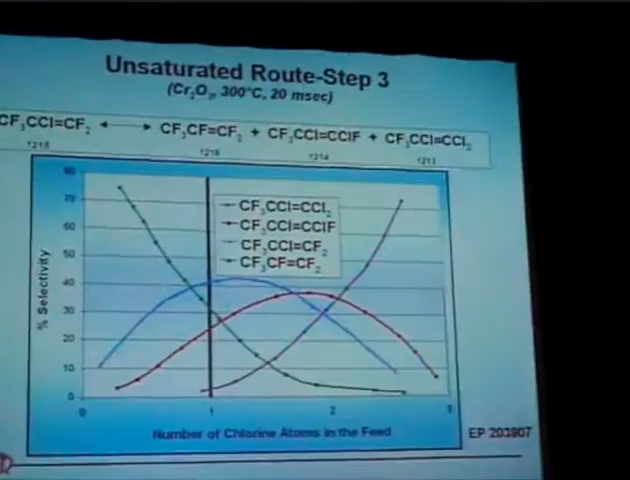 Unsaturated Route-Step 3
(Cr₂O₃, 300°C, 20 msec)
CF₃CCl=CF₂ ⟷ CF₃CF=CF₂ + CF₃CCl=CClF + CF₃CCl=CCl₂
1215 1216 1214 1213
80
70
60
50
40
30
20
10
0
% Selectivity
CF₃CCl=CCl₂
CF₃CCl=CClF
CF₃CCl=CF₂
CF₃CF=CF₂
0 1 2 3
Number of Chlorine Atoms in the Feed